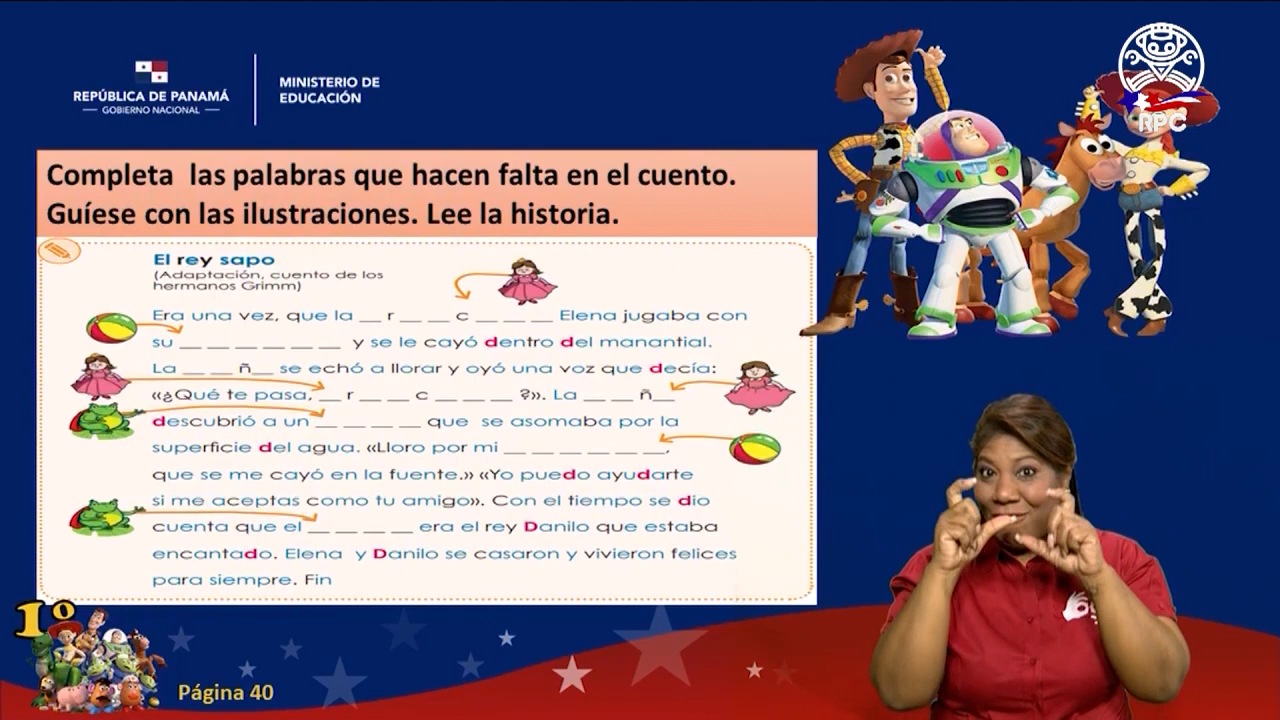 REPÚBLICA DE PANAMÁ
— GOBIERNO NACIONAL —
MINISTERIO DE
EDUCACIÓN
RPC
Completa las palabras que hacen falta en el cuento.
Guíese con las ilustraciones. Lee la historia.
El rey sapo
(Adaptación, cuento de los
hermanos Grimm)
Era una vez, que la __ r __ __ c __ __ __ Elena jugaba con
su __ __ __ __ __ __ __ y se le cayó dentro del manantial.
La __ __ ñ__ se echó a llorar y oyó una voz que decía:
«¿Qué te pasa, __ r __ __ c __ __ __ ?». La __ __ ñ__
descubrió a un __ __ __ __ que se asomaba por la
superficie del agua. «Lloro por mi __ __ __ __ __ __ __,
que se me cayó en la fuente.» «Yo puedo ayudarte
si me aceptas como tu amigo». Con el tiempo se dio
cuenta que el __ __ __ __ era el rey Danilo que estaba
encantado. Elena y Danilo se casaron y vivieron felices
para siempre. Fin
1º
Página 40